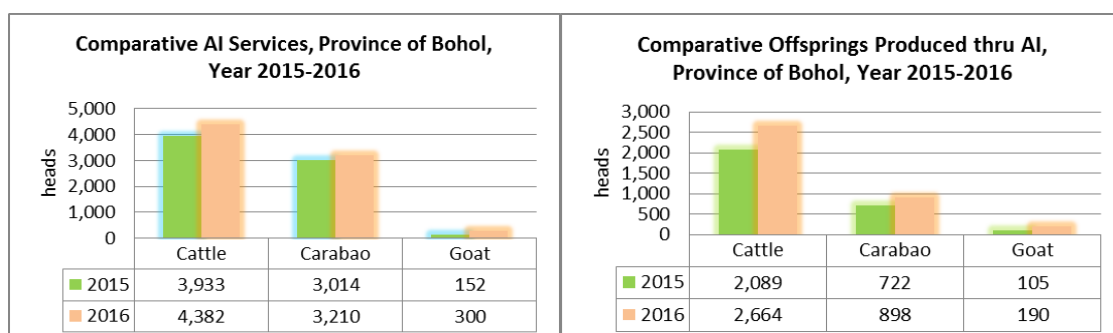 Comparative AI Services, Province of Bohol,
Year 2015-2016
5,000
4,000
3,000
2,000
1,000
0
heads
Cattle Carabao Goat
2015 3,933 3,014 152
2016 4,382 3,210 300
Comparative Offsprings Produced thru AI,
Province of Bohol, Year 2015-2016
3,000
2,500
2,000
1,500
1,000
500
0
heads
Cattle Carabao Goat
2015 2,089 722 105
2016 2,664 898 190